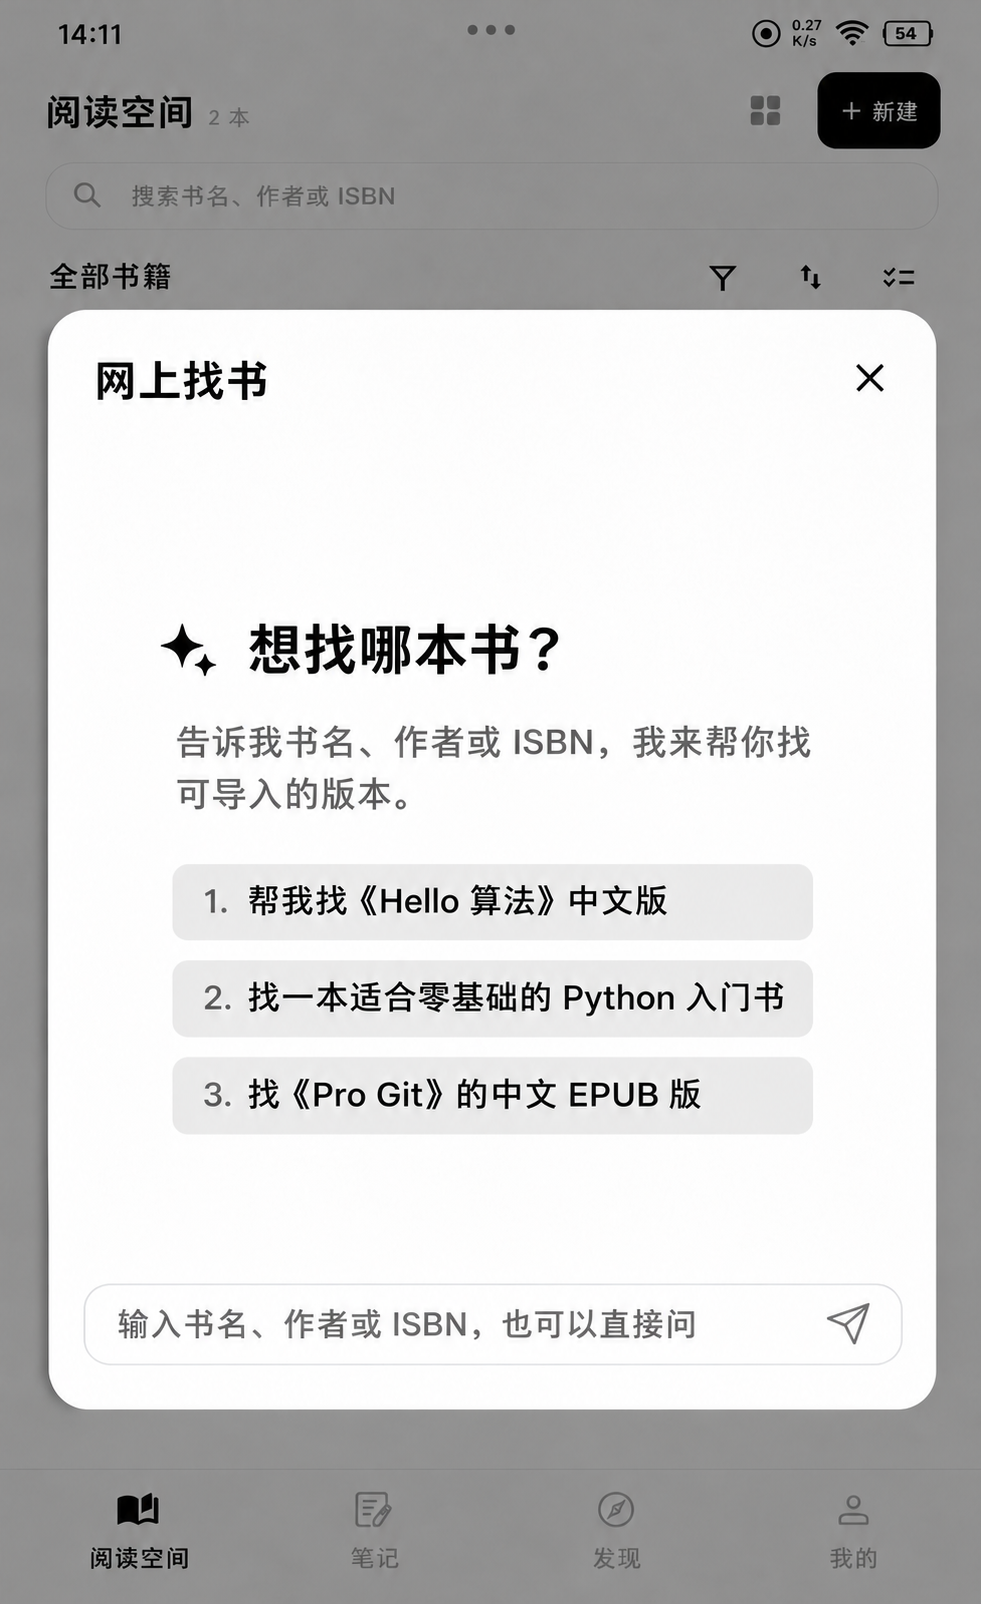 14:11
0.27
K/s
54
阅读空间 2 本
+ 新建
搜索书名、作者或 ISBN
全部书籍
网上找书
想找哪本书？
告诉我书名、作者或 ISBN，我来帮你找
可导入的版本。
1. 帮我找《Hello 算法》中文版
2. 找一本适合零基础的 Python 入门书
3. 找《Pro Git》的中文 EPUB 版
输入书名、作者或 ISBN，也可以直接问
阅读空间
笔记
发现
我的